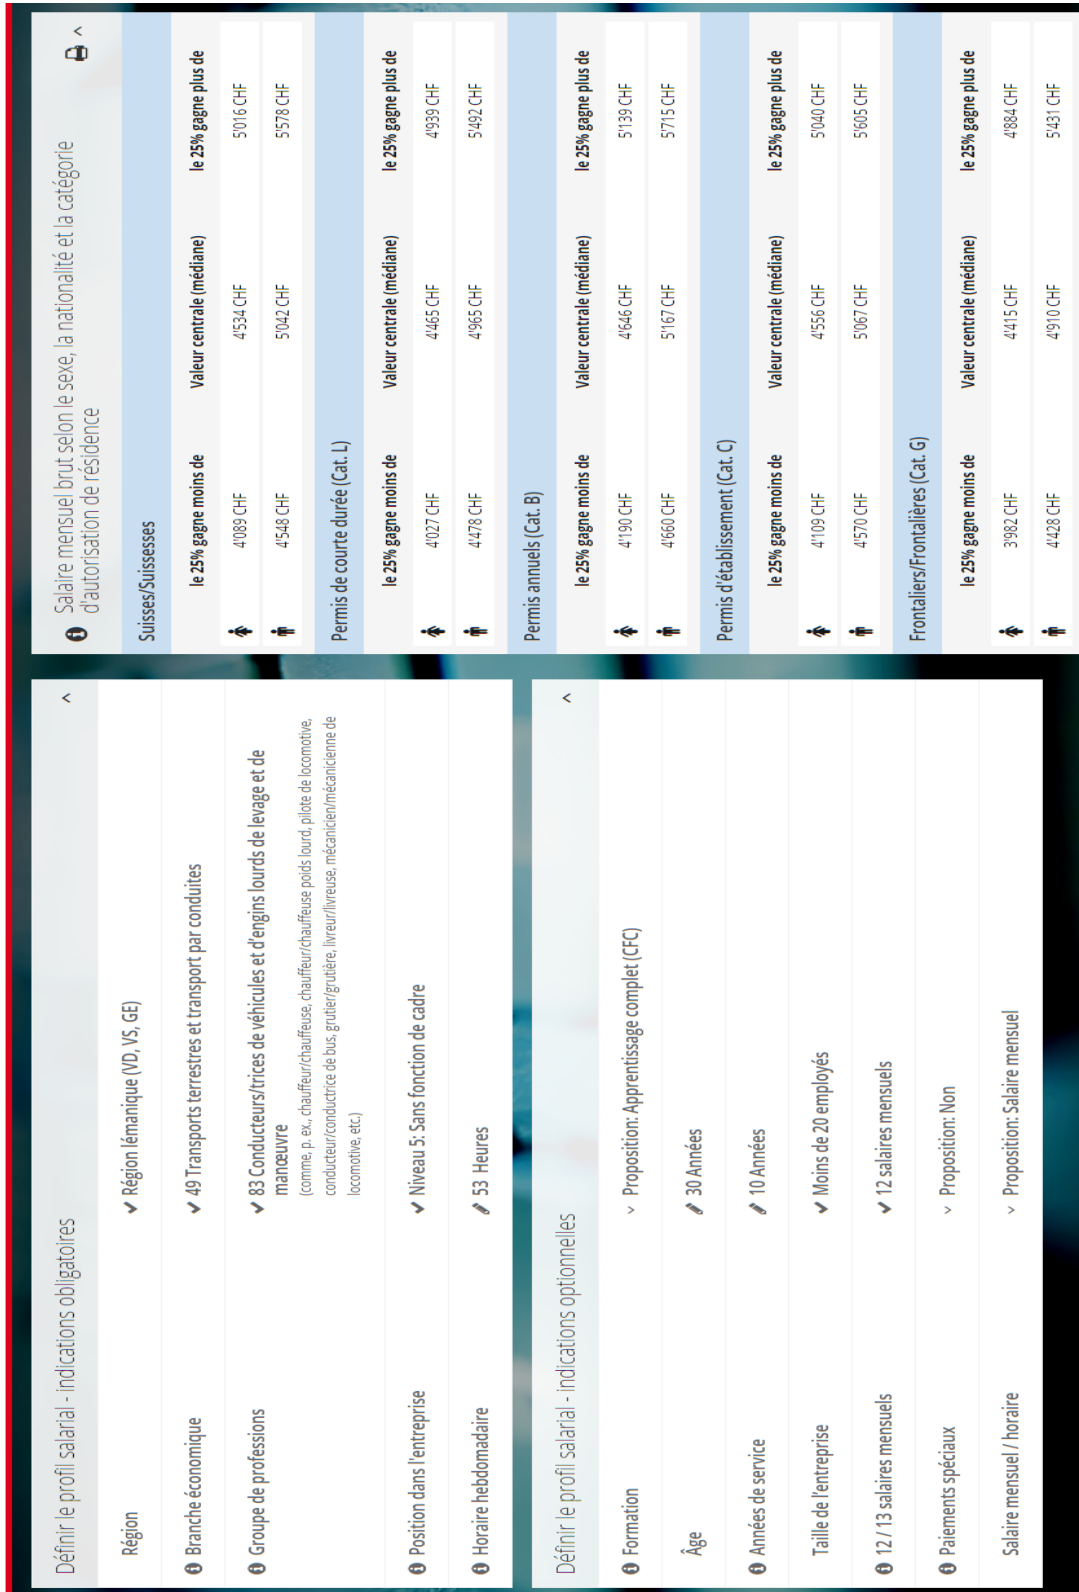 Définir le profil salarial - indications obligatoires
Région
Région lémanique (VD, VS, GE)
Branche économique
49 Transports terrestres et transport par conduites
Groupe de professions
83 Conducteurs/trices de véhicules et d'engins lourds de levage et de
manœuvre
(comme, p. ex., chauffeur/chauffeuse, chauffeur/chauffeuse poids lourd, pilote de locomotive,
conducteur/conductrice de bus, grutier/grutière, livreur/livreuse, mécanicien/mécanicienne de
locomotive, etc.)
Position dans l'entreprise
Niveau 5: Sans fonction de cadre
Horaire hebdomadaire
53 Heures
Définir le profil salarial - indications optionnelles
Formation
Proposition: Apprentissage complet (CFC)
Âge
30 Années
Années de service
10 Années
Taille de l'entreprise
Moins de 20 employés
12 / 13 salaires mensuels
12 salaires mensuels
Paiements spéciaux
Proposition: Non
Salaire mensuel / horaire
Proposition: Salaire mensuel
Salaire mensuel brut selon le sexe, la nationalité et la catégorie
d'autorisation de résidence
Suisses/Suissesses
le 25% gagne moins de Valeur centrale (médiane) le 25% gagne plus de
4'089 CHF 4'534 CHF 5'016 CHF
4'548 CHF 5'042 CHF 5'578 CHF
Permis de courte durée (Cat. L)
le 25% gagne moins de Valeur centrale (médiane) le 25% gagne plus de
4'027 CHF 4'465 CHF 4'939 CHF
4'478 CHF 4'965 CHF 5'492 CHF
Permis annuels (Cat. B)
le 25% gagne moins de Valeur centrale (médiane) le 25% gagne plus de
4'190 CHF 4'646 CHF 5'139 CHF
4'660 CHF 5'167 CHF 5'715 CHF
Permis d'établissement (Cat. C)
le 25% gagne moins de Valeur centrale (médiane) le 25% gagne plus de
4'109 CHF 4'556 CHF 5'040 CHF
4'570 CHF 5'067 CHF 5'605 CHF
Frontaliers/Frontalières (Cat. G)
le 25% gagne moins de Valeur centrale (médiane) le 25% gagne plus de
3'982 CHF 4'415 CHF 4'884 CHF
4'428 CHF 4'910 CHF 5'431 CHF